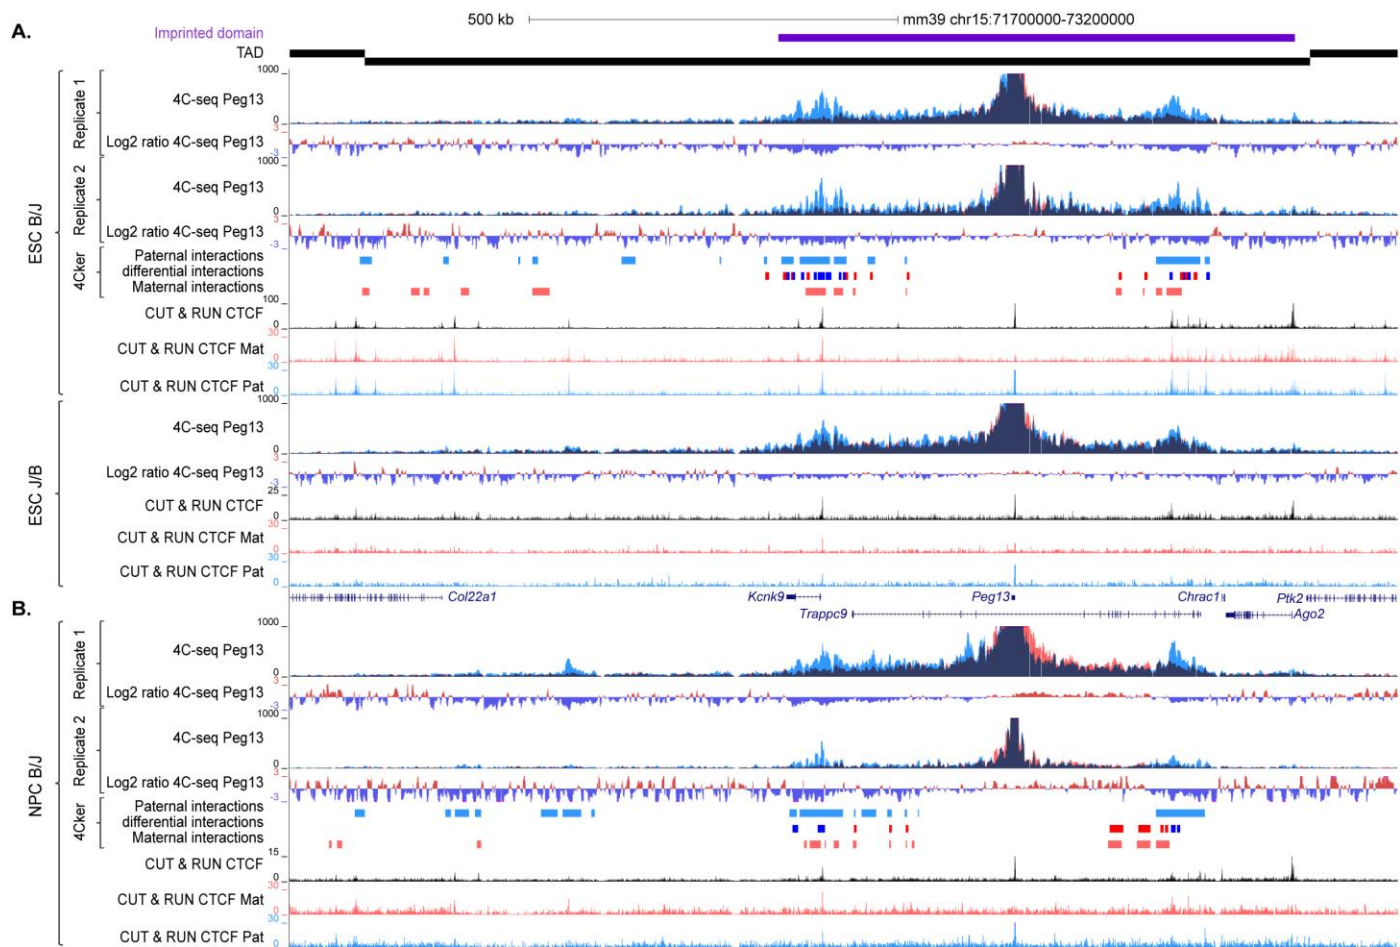 500 kb mm39 chr15:71700000-73200000
A.
Imprinted domain
TAD
ESC B/J
Replicate 1
1000
4C-seq Peg13
0
3
Log2 ratio 4C-seq Peg13
-3
Replicate 2
1000
4C-seq Peg13
0
3
Log2 ratio 4C-seq Peg13
-3
4Cker
Paternal interactions
differential interactions
Maternal interactions
100
CUT & RUN CTCF
0
30
CUT & RUN CTCF Mat
0
30
CUT & RUN CTCF Pat
0
ESC J/B
1000
4C-seq Peg13
0
3
Log2 ratio 4C-seq Peg13
-3
25
CUT & RUN CTCF
0
30
CUT & RUN CTCF Mat
0
30
CUT & RUN CTCF Pat
0
Col22a1 Kcnk9 Peg13 Chrac1 Ptk2
Trappc9 Ago2
B.
NPC B/J
Replicate 1
1000
4C-seq Peg13
0
3
Log2 ratio 4C-seq Peg13
-3
Replicate 2
1000
4C-seq Peg13
0
3
Log2 ratio 4C-seq Peg13
-3
4Cker
Paternal interactions
differential interactions
Maternal interactions
15
CUT & RUN CTCF
0
30
CUT & RUN CTCF Mat
0
30
CUT & RUN CTCF Pat
0